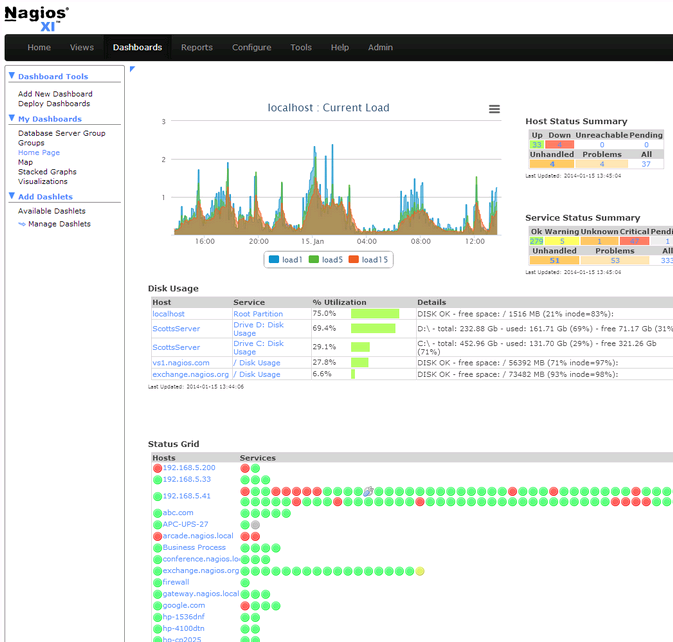 Nagios®
XI™
Home Views Dashboards Reports Configure Tools Help Admin
Dashboard Tools
Add New Dashboard
Deploy Dashboards
My Dashboards
Database Server Group
Groups
Home Page
Map
Stacked Graphs
Visualizations
Add Dashlets
Available Dashlets
Manage Dashlets
localhost : Current Load
3
2
1
16:00 20:00 15. Jan 04:00 08:00 12:00
load1 load5 load15
Host Status Summary
Up Down Unreachable Pending
33 4 0 0
Unhandled Problems All
4 4 37
Last Updated: 2014-01-15 13:45:04
Service Status Summary
Ok Warning Unknown Critical Pendi
279 5 1 1
Unhandled Problems All
51 53 333
Last Updated: 2014-01-15 13:45:04
Disk Usage
Host Service % Utilization Details
localhost Root Partition 75.0% DISK OK - free space: / 1516 MB (21% inode=83%):
ScottsServer Drive D: Disk Usage 69.4% D:\ - total: 232.88 Gb - used: 161.71 Gb (69%) - free 71.17 Gb (31%
ScottsServer Drive C: Disk Usage 29.1% C:\ - total: 452.96 Gb - used: 131.70 Gb (29%) - free 321.26 Gb (71%)
vs1.nagios.com / Disk Usage 27.8% DISK OK - free space: / 56392 MB (71% inode=97%):
exchange.nagios.org / Disk Usage 6.6% DISK OK - free space: / 73482 MB (93% inode=98%):
Last Updated: 2014-01-15 13:44:06
Status Grid
Hosts Services
192.168.5.200
192.168.5.33
192.168.5.41
abc.com
APC-UPS-27
arcade.nagios.local
Business Process
conference.nagios.lo
exchange.nagios.org
firewall
gateway.nagios.local
google.com
hp-1536dnf
hp-4100dtn
hp-cp2025